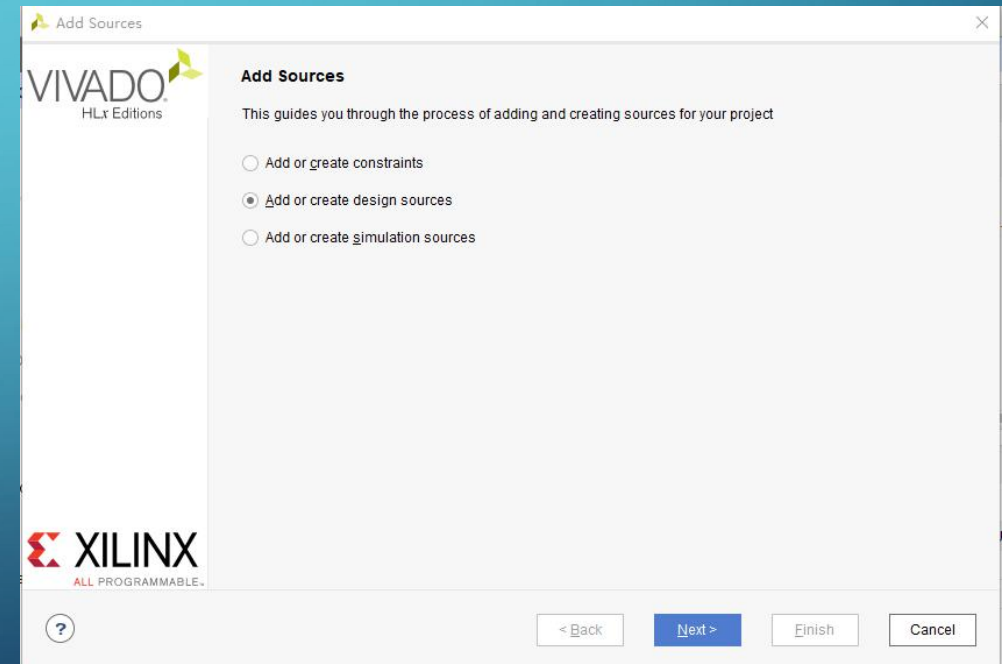 Add Sources
VIVADO
HLx Editions
Add Sources
This guides you through the process of adding and creating sources for your project
Add or create constraints
Add or create design sources
Add or create simulation sources
XILINX
ALL PROGRAMMABLE.
?
< Back
Next >
Finish
Cancel